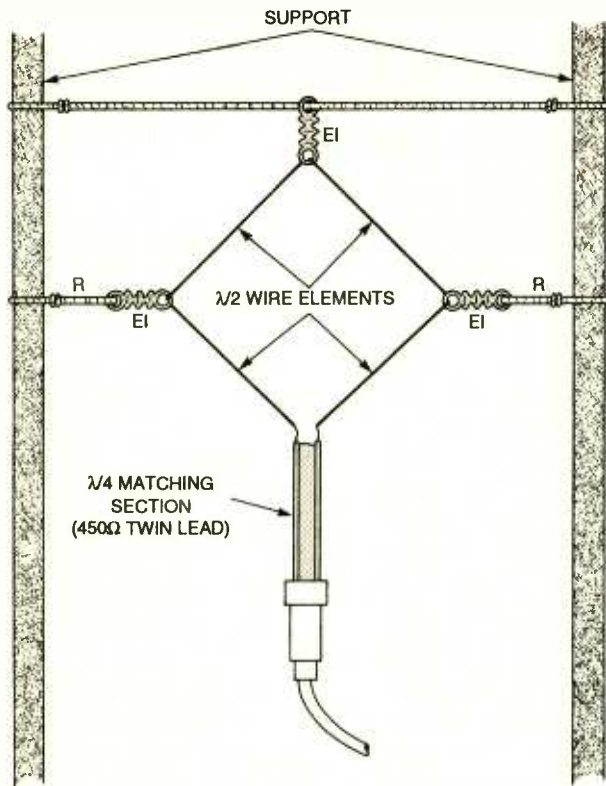 SUPPORT
EI
R
R
λ/2 WIRE ELEMENTS
EI
EI
λ/4 MATCHING
SECTION
(450Ω TWIN LEAD)